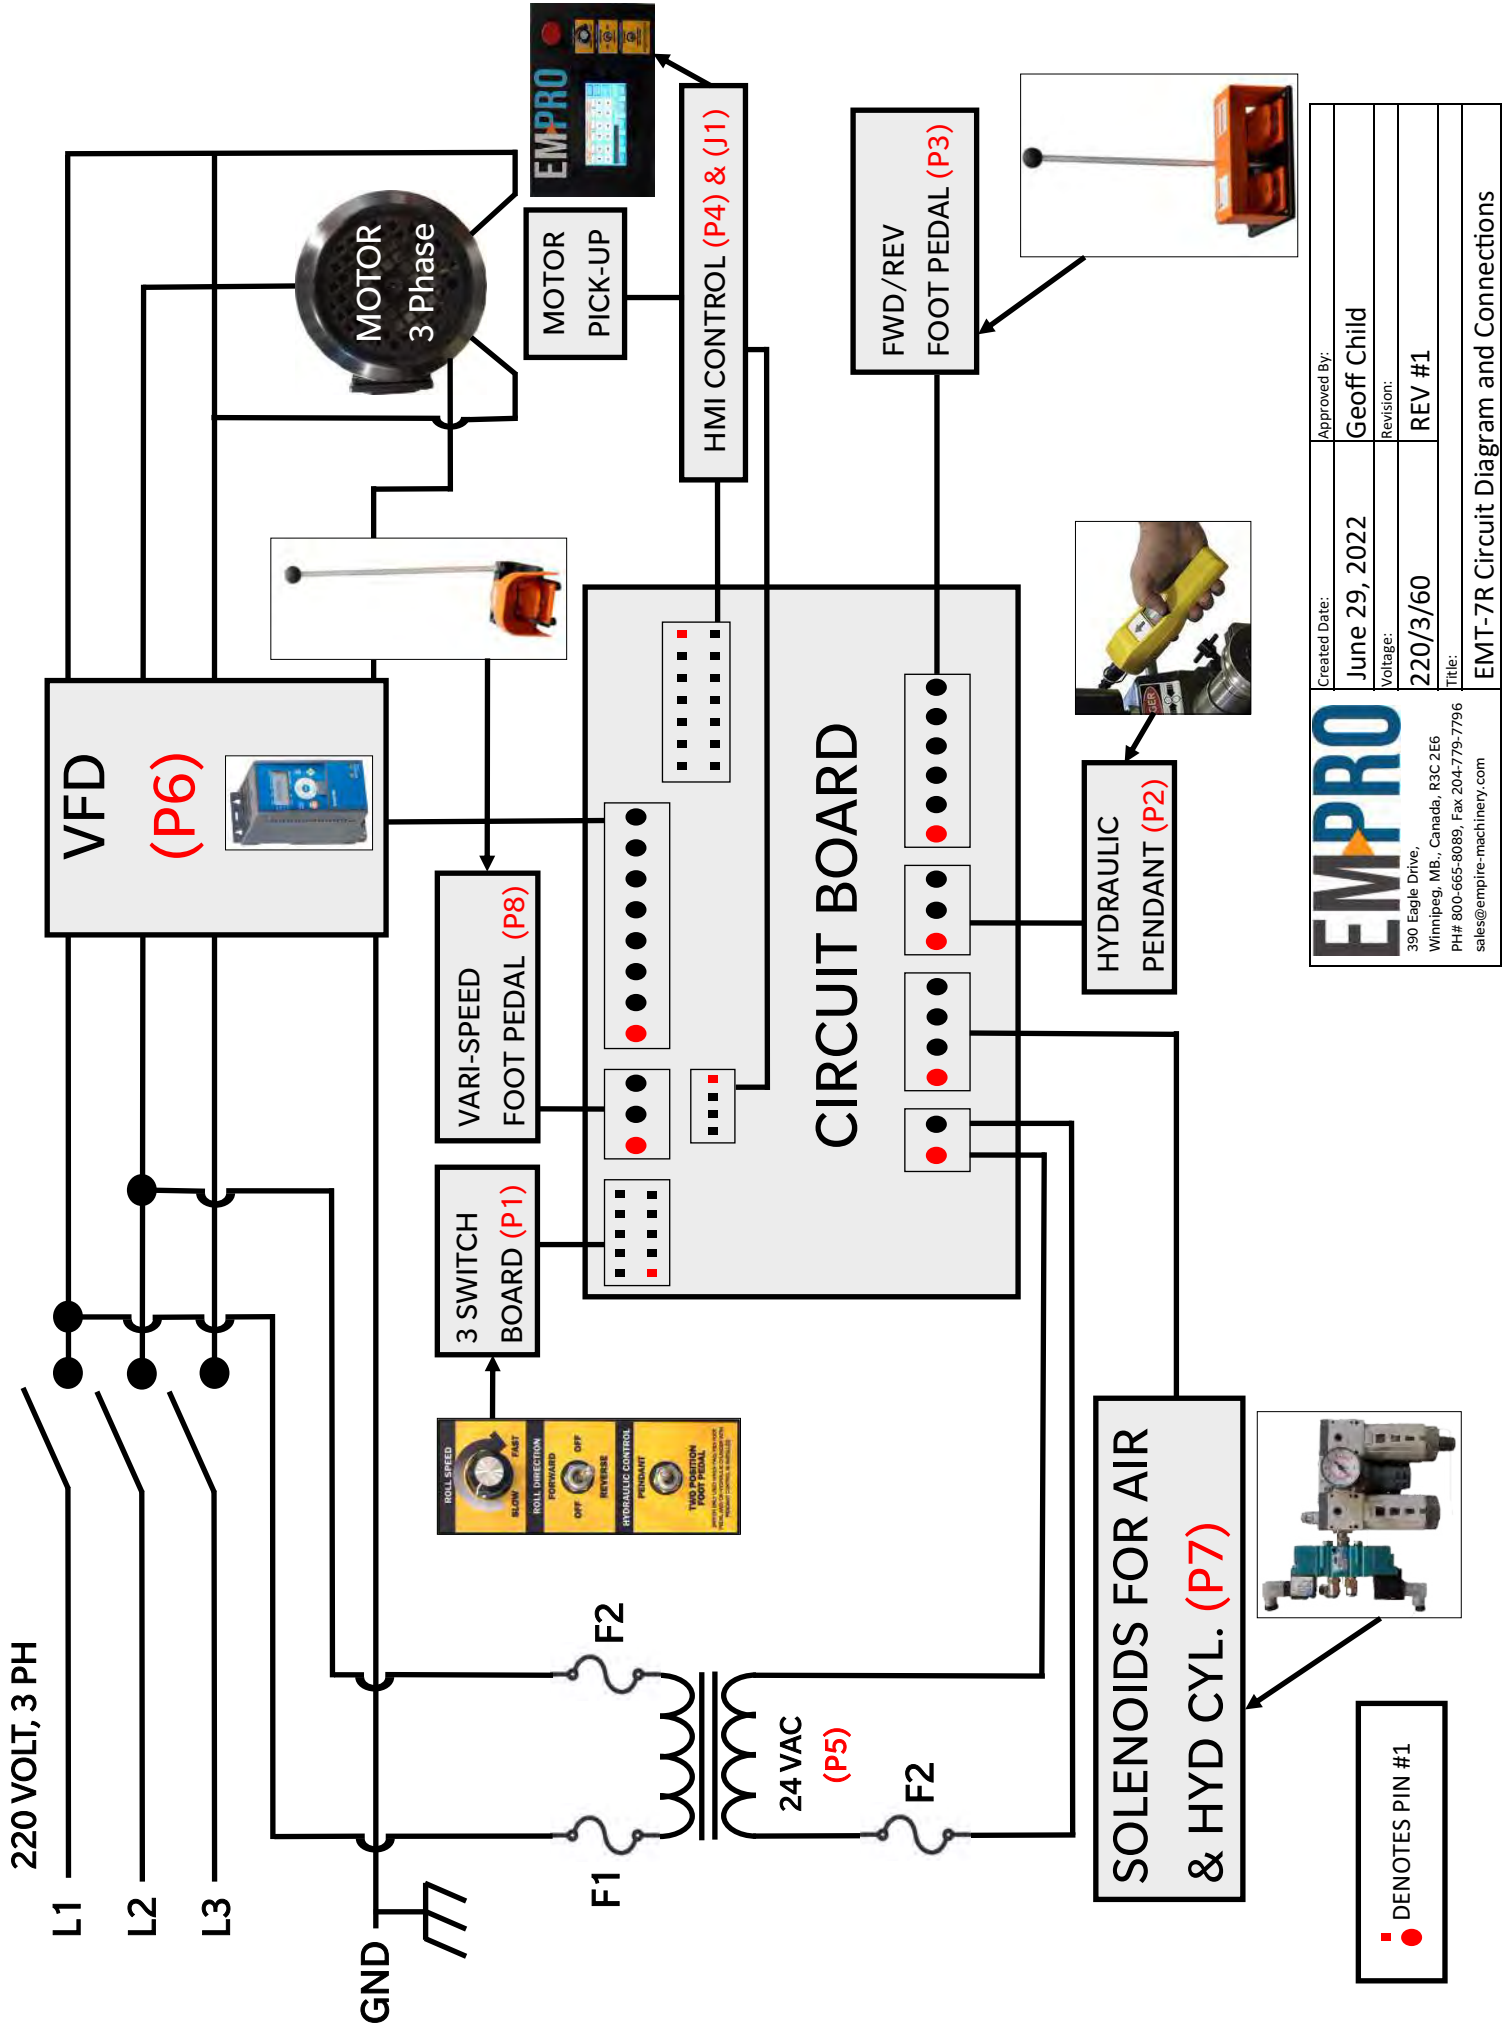 220 VOLT, 3 PH
L1
L2
L3
GND
VFD
(P6)
MOTOR
3 Phase
EMPRO
MOTOR
PICK-UP
HMI CONTROL (P4) & (J1)
VARI-SPEED
FOOT PEDAL (P8)
3 SWITCH
BOARD (P1)
ROLL SPEED
SLOW FAST
ROLL DIRECTION
FORWARD
OFF OFF
REVERSE
HYDRAULIC CONTROL
PENDANT
TWO POSITION
FOOT PEDAL
F1
F2
24 VAC
(P5)
F2
CIRCUIT BOARD
FWD/REV
FOOT PEDAL (P3)
HYDRAULIC
PENDANT (P2)
SOLENOIDS FOR AIR
& HYD CYL. (P7)
DENOTES PIN #1
EMPRO
390 Eagle Drive,
Winnipeg, MB., Canada, R3C 2E6
PH# 800-665-8089, Fax 204-779-7796
sales@empire-machinery.com
Created Date:
June 29, 2022
Approved By:
Geoff Child
Voltage:
220/3/60
Revision:
REV #1
Title:
EMT-7R Circuit Diagram and Connections